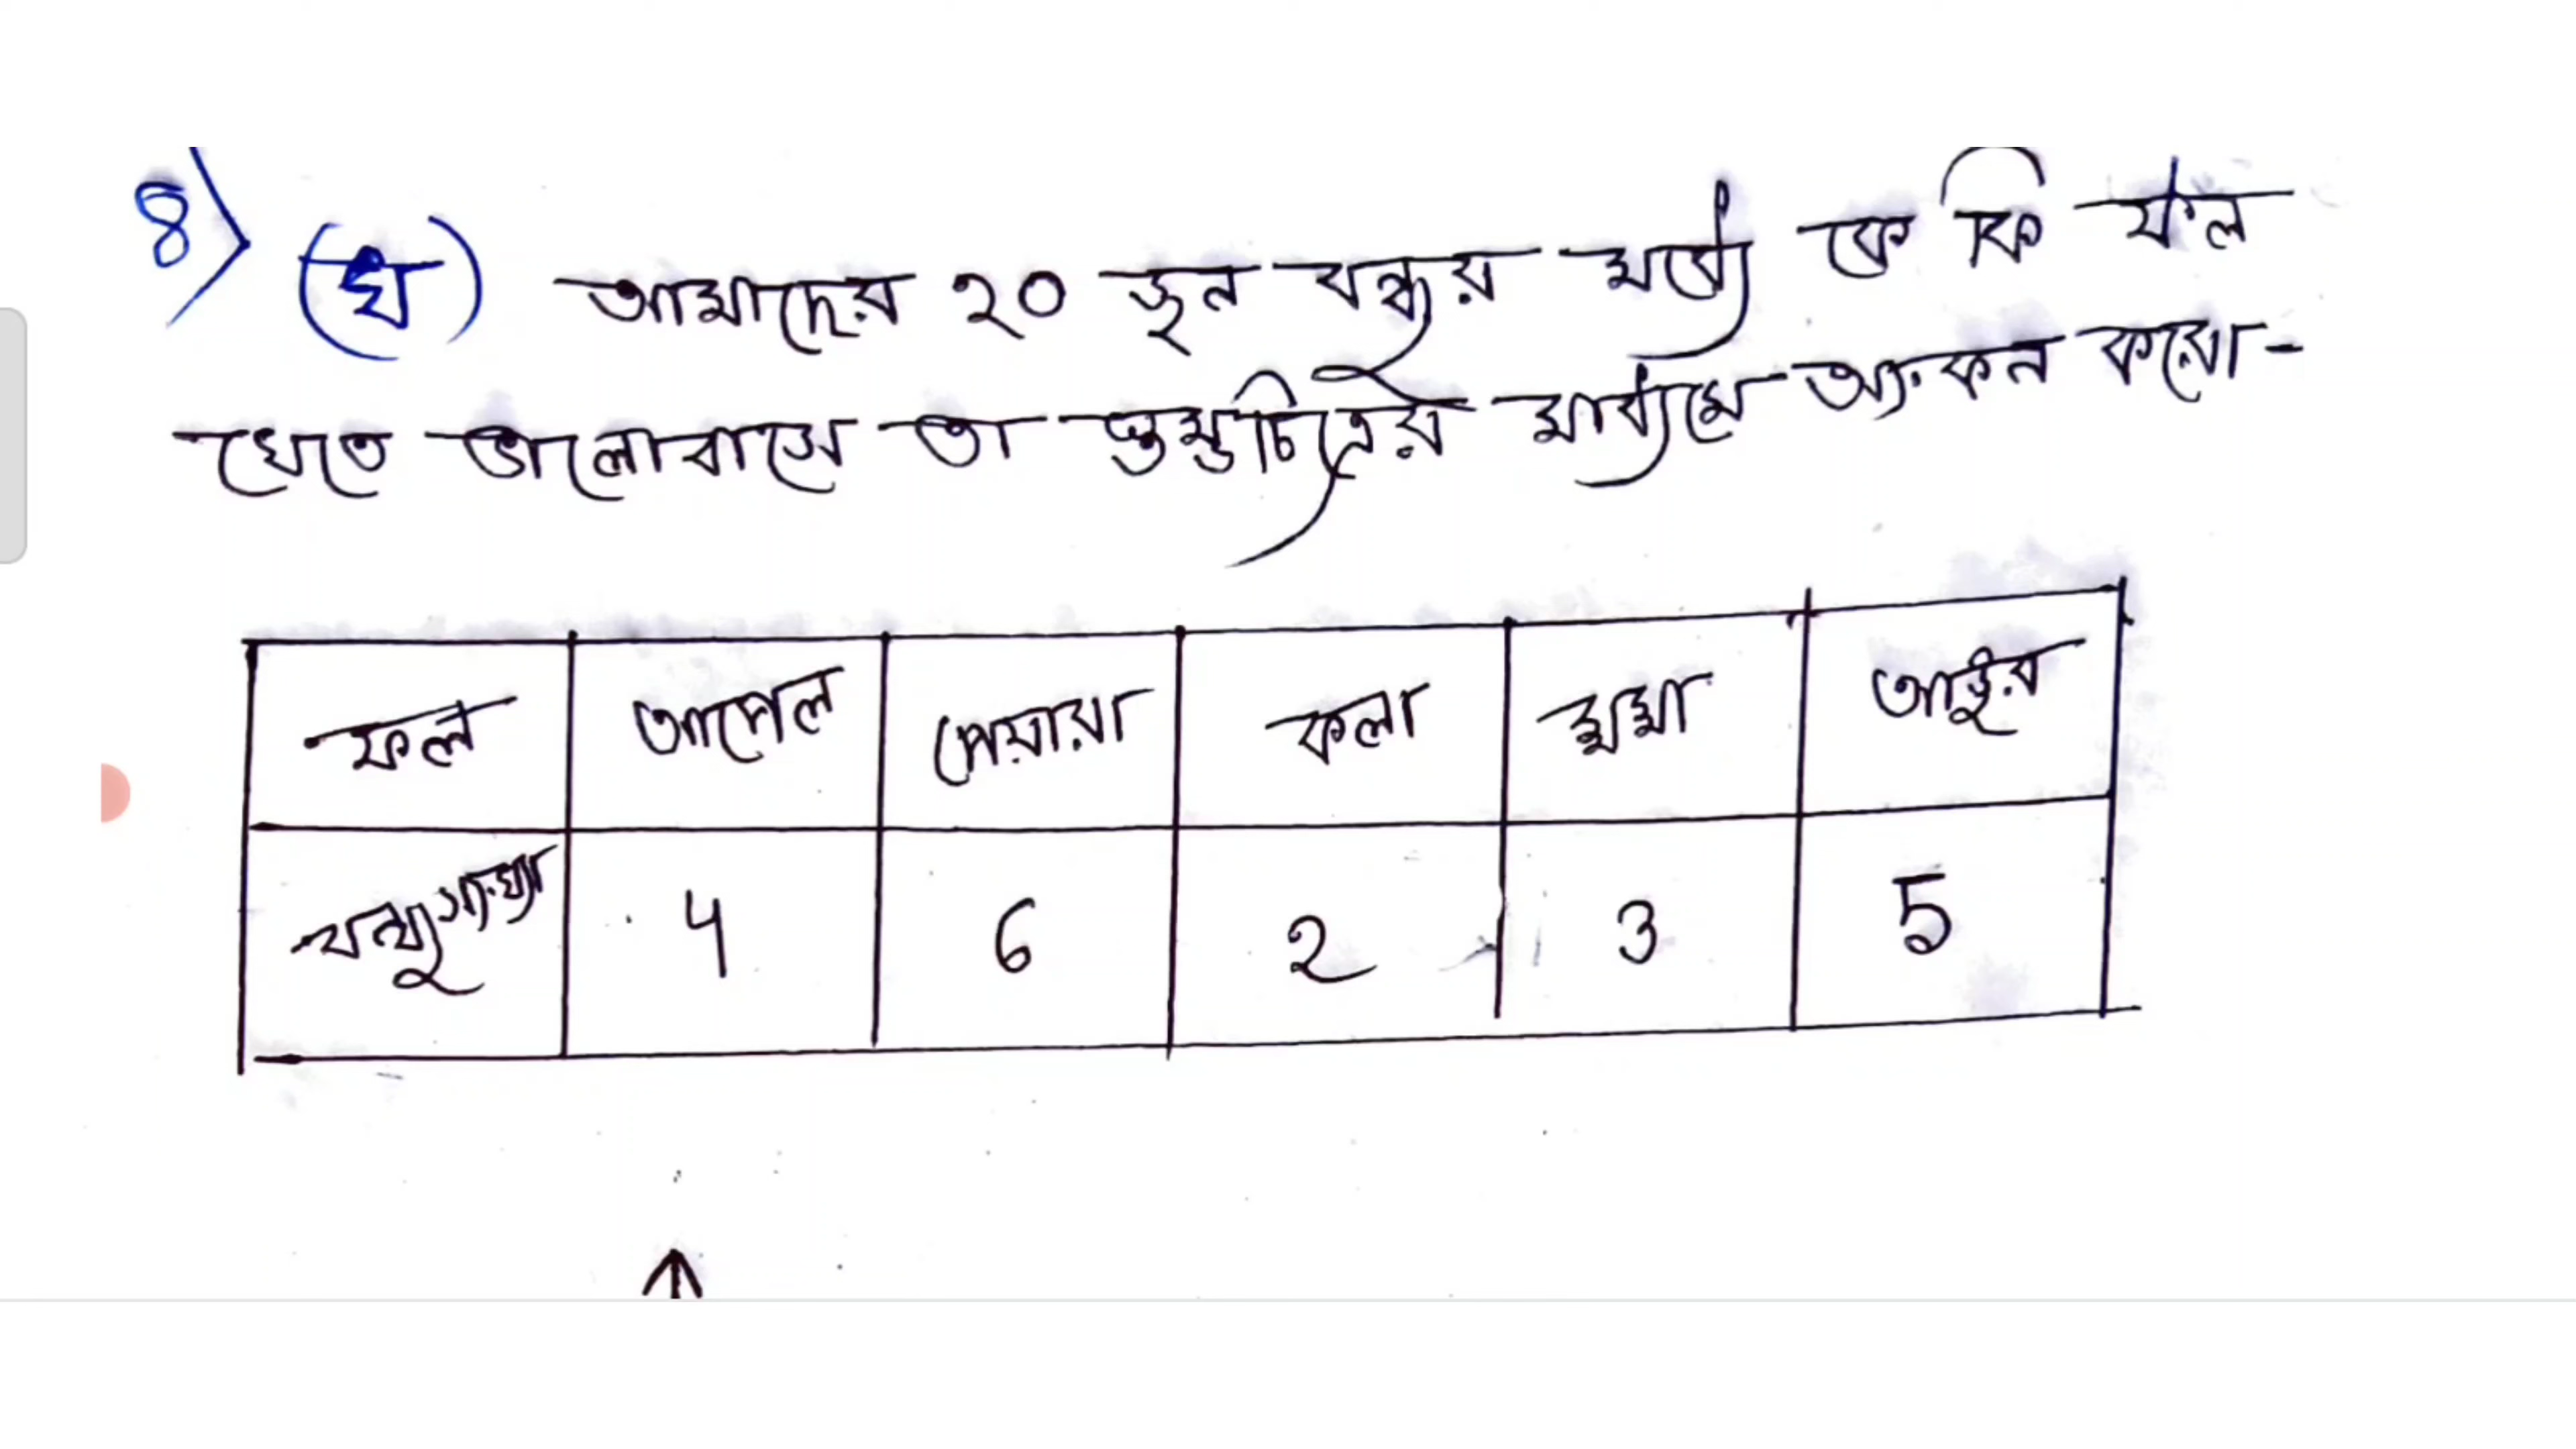 ৪) (ঘ) আমাদের ২০ জন বন্ধুর মধ্যে কে কি ফল
খেতে ভালোবাসে তা স্তম্ভচিত্রের মাধ্যমে অংকন করো-
ফল আপেল পেয়ারা কলা শশা আঙুর
বন্ধুসংখ্যা 4 6 2 3 5